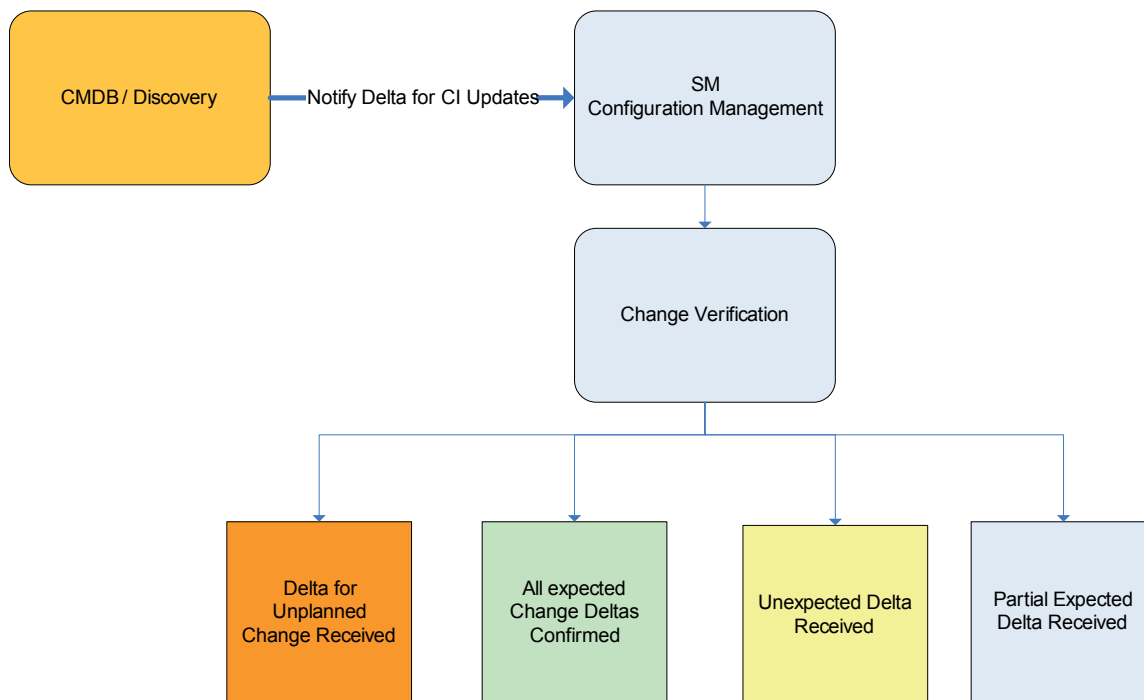 CMDB / Discovery
Notify Delta for CI Updates
SM
Configuration Management
Change Verification
Delta for
Unplanned
Change Received
All expected
Change Deltas
Confirmed
Unexpected Delta
Received
Partial Expected
Delta Received